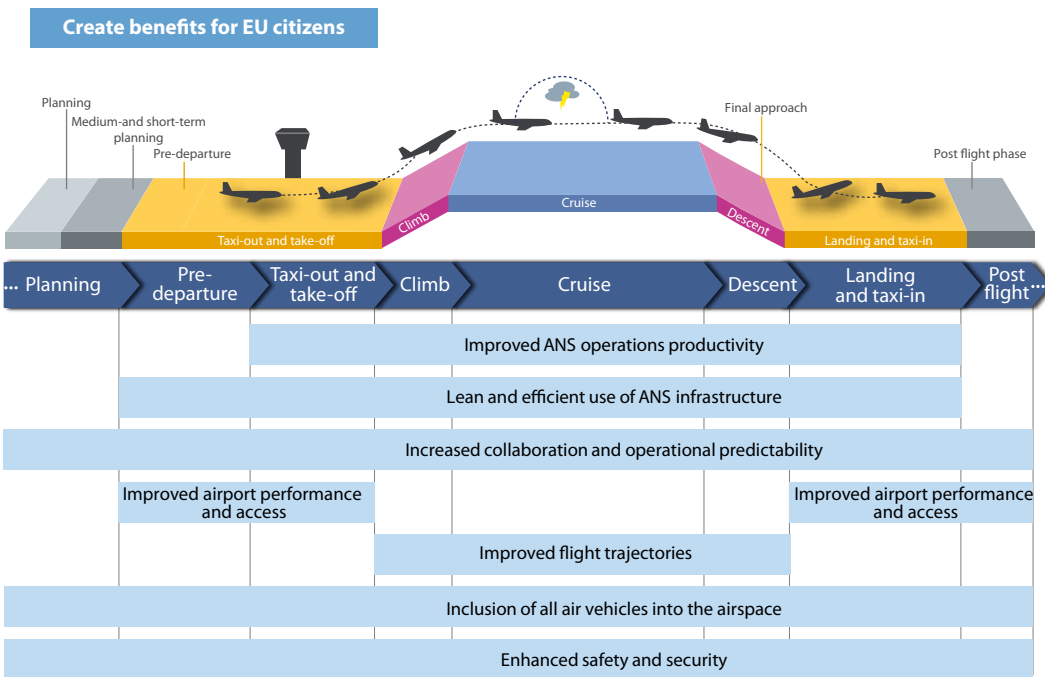 Create benefits for EU citizens
Planning
Medium-and short-term
planning
Pre-departure
Final approach
Post flight phase
Taxi-out and take-off
Climb
Cruise
Descent
Landing and taxi-in
... Planning
Pre-
departure
Taxi-out and
take-off
Climb
Cruise
Descent
Landing
and taxi-in
Post
flight...
Improved ANS operations productivity
Lean and efficient use of ANS infrastructure
Increased collaboration and operational predictability
Improved airport performance
and access
Improved airport performance
and access
Improved flight trajectories
Inclusion of all air vehicles into the airspace
Enhanced safety and security